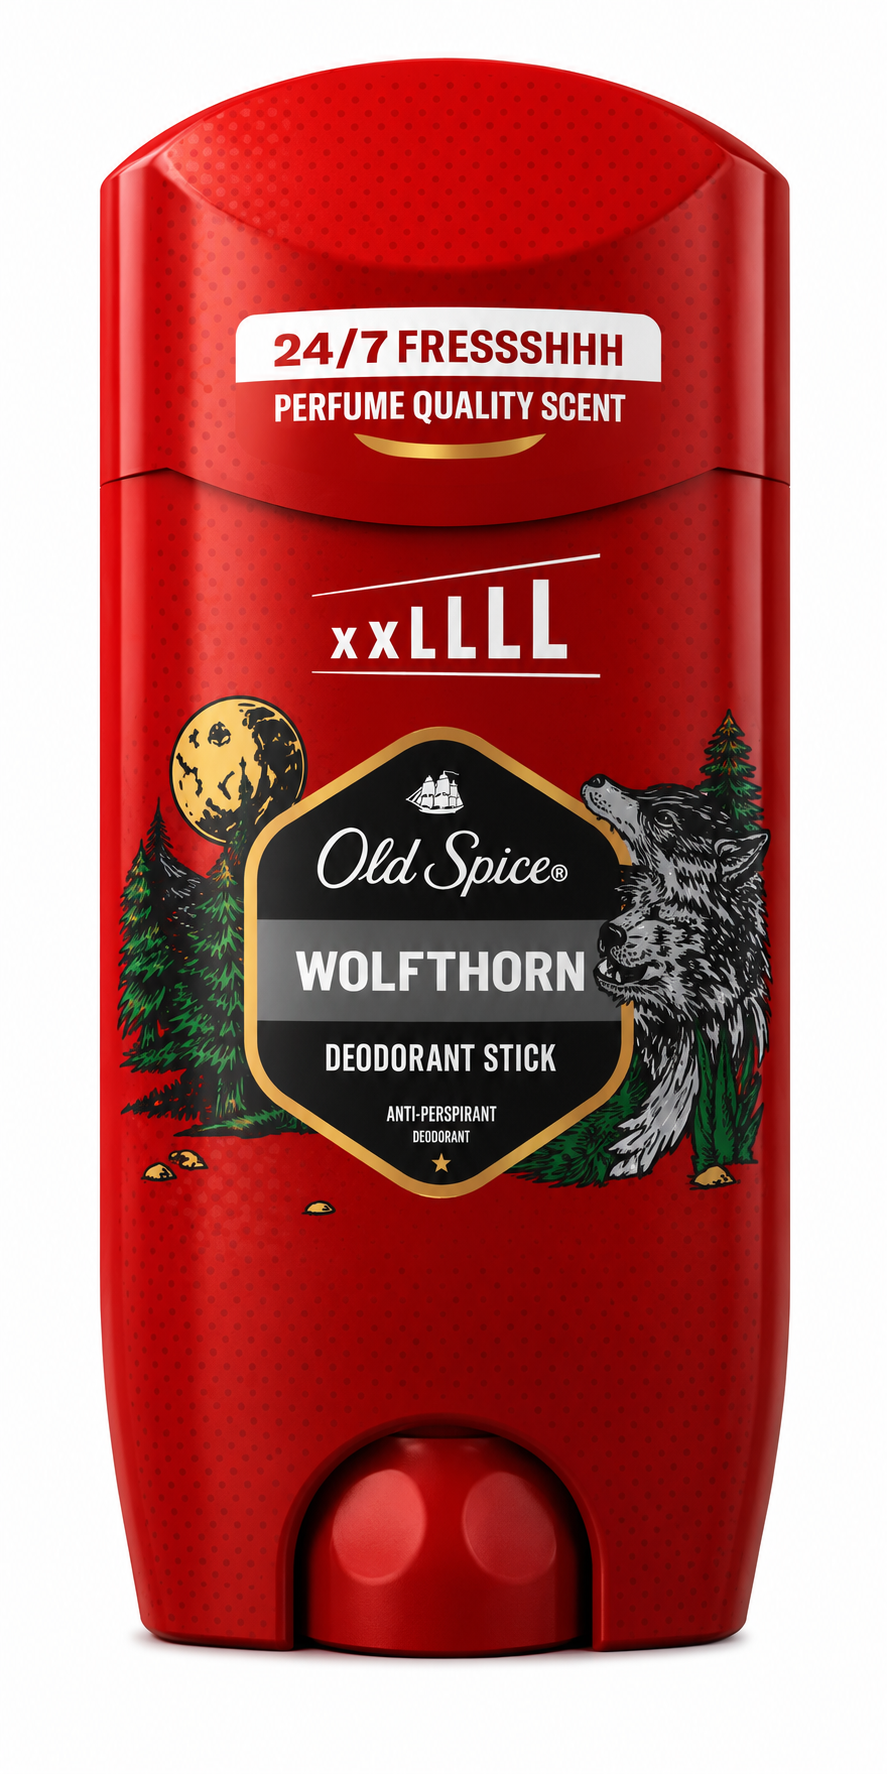 24/7 FRESSSHHH
PERFUME QUALITY SCENT
xxLLLL
Old Spice®
WOLFTHORN
DEODORANT STICK
ANTI-PERSPIRANT
DEODORANT